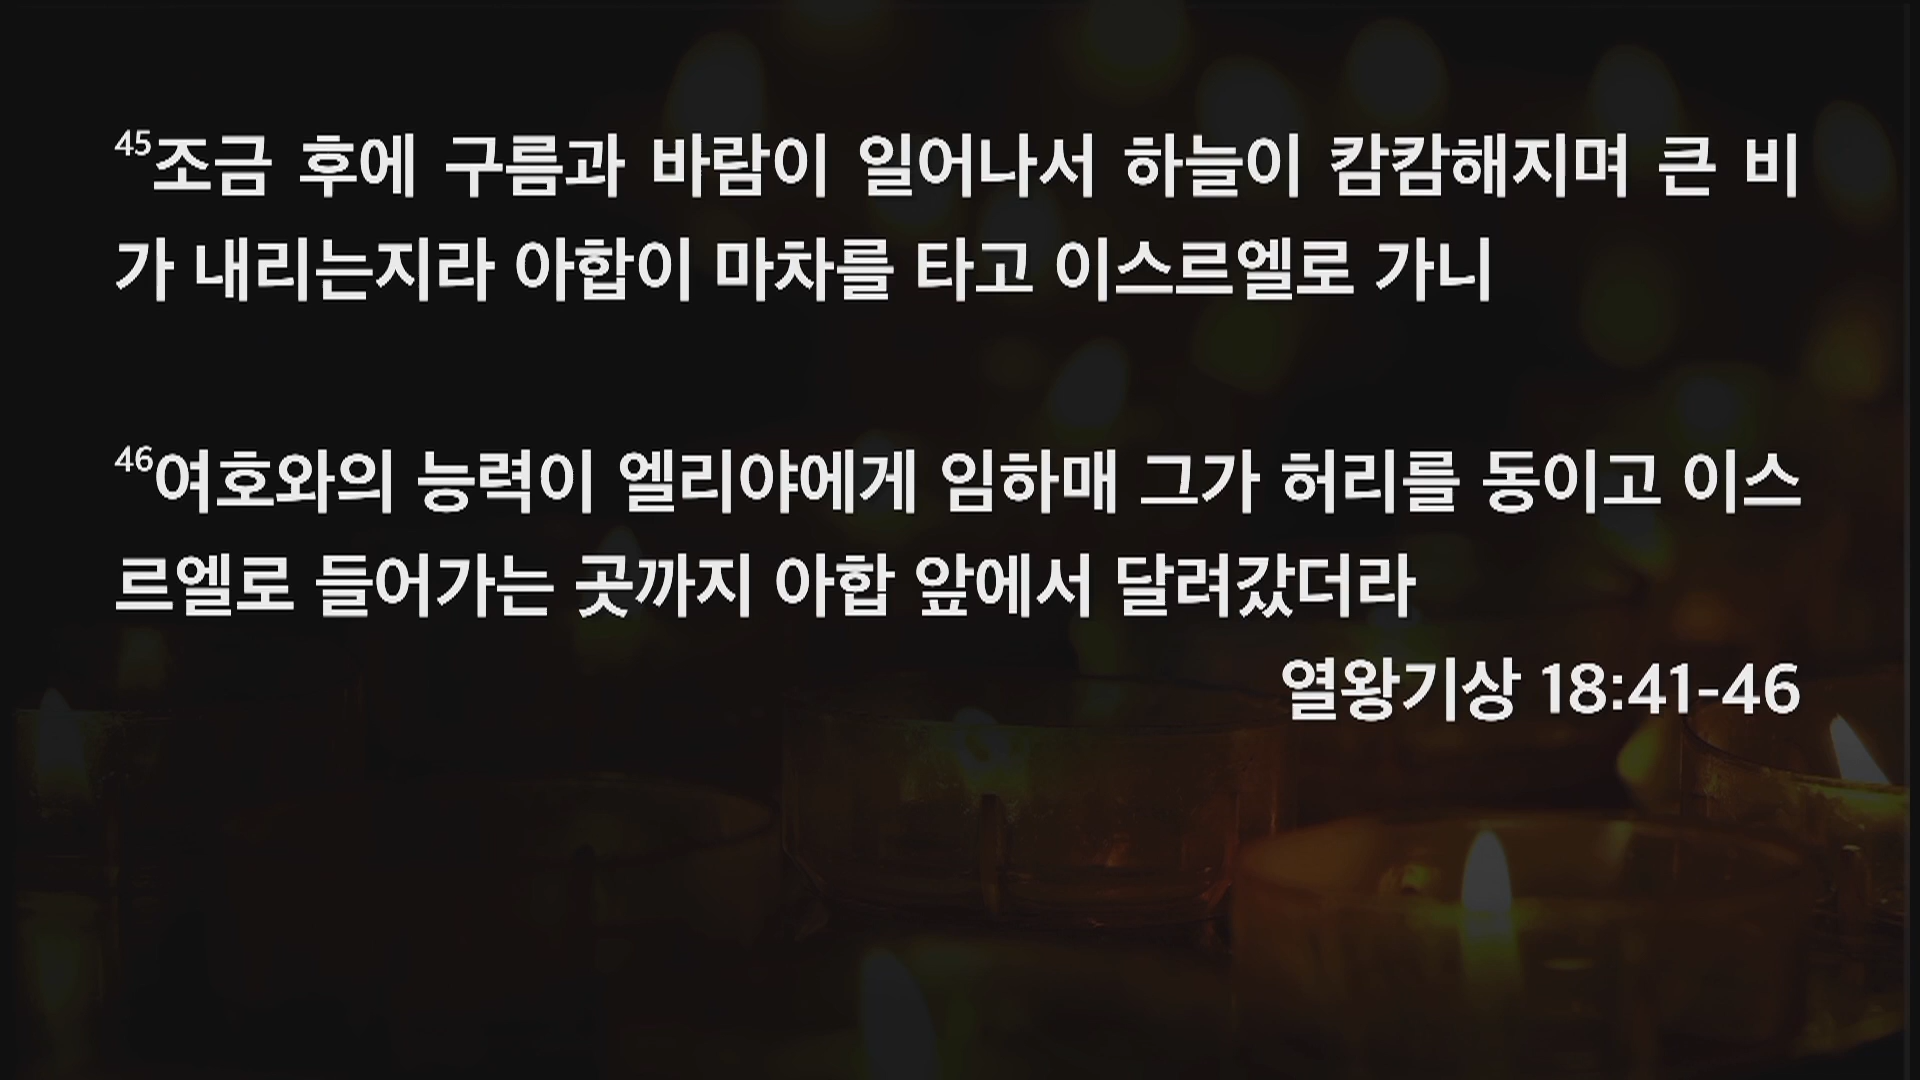 45조금 후에 구름과 바람이 일어나서 하늘이 캄캄해지며 큰 비
가 내리는지라 아합이 마차를 타고 이스르엘로 가니
46여호와의 능력이 엘리야에게 임하매 그가 허리를 동이고 이스
르엘로 들어가는 곳까지 아합 앞에서 달려갔더라
열왕기상 18:41-46